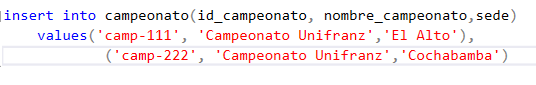 insert into campeonato(id_campeonato, nombre_campeonato,sede)
values('camp-111', 'Campeonato Unifranz','El Alto'),
('camp-222', 'Campeonato Unifranz','Cochabamba')